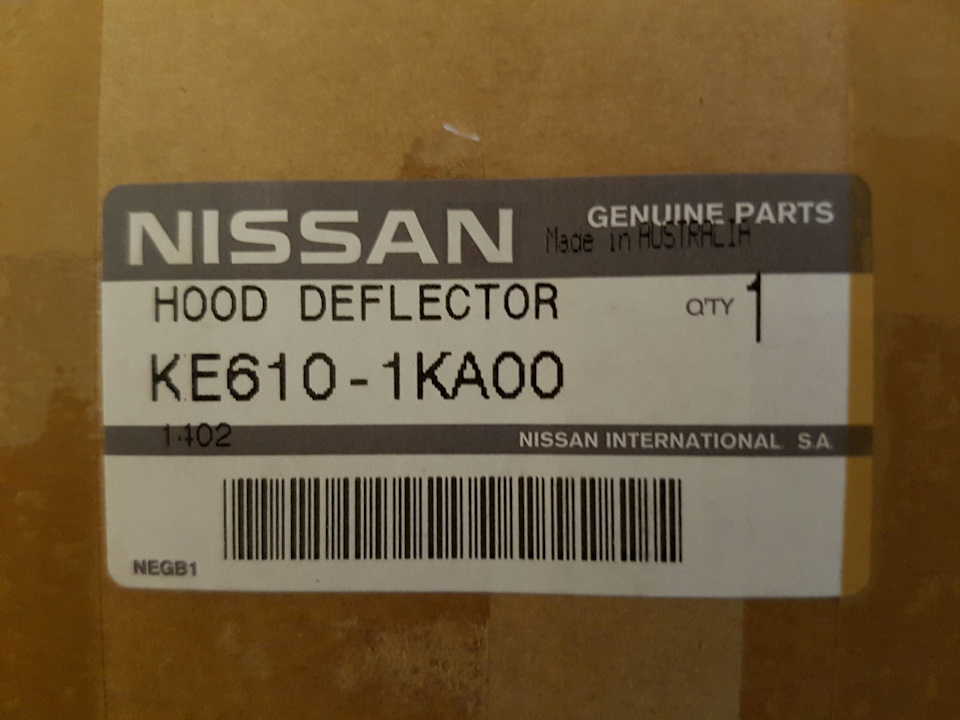 NISSAN
GENUINE PARTS
Made in AUSTRALIA
HOOD DEFLECTOR
QTY 1
KE610-1KA00
1402
NISSAN INTERNATIONAL S.A.
NEGB1